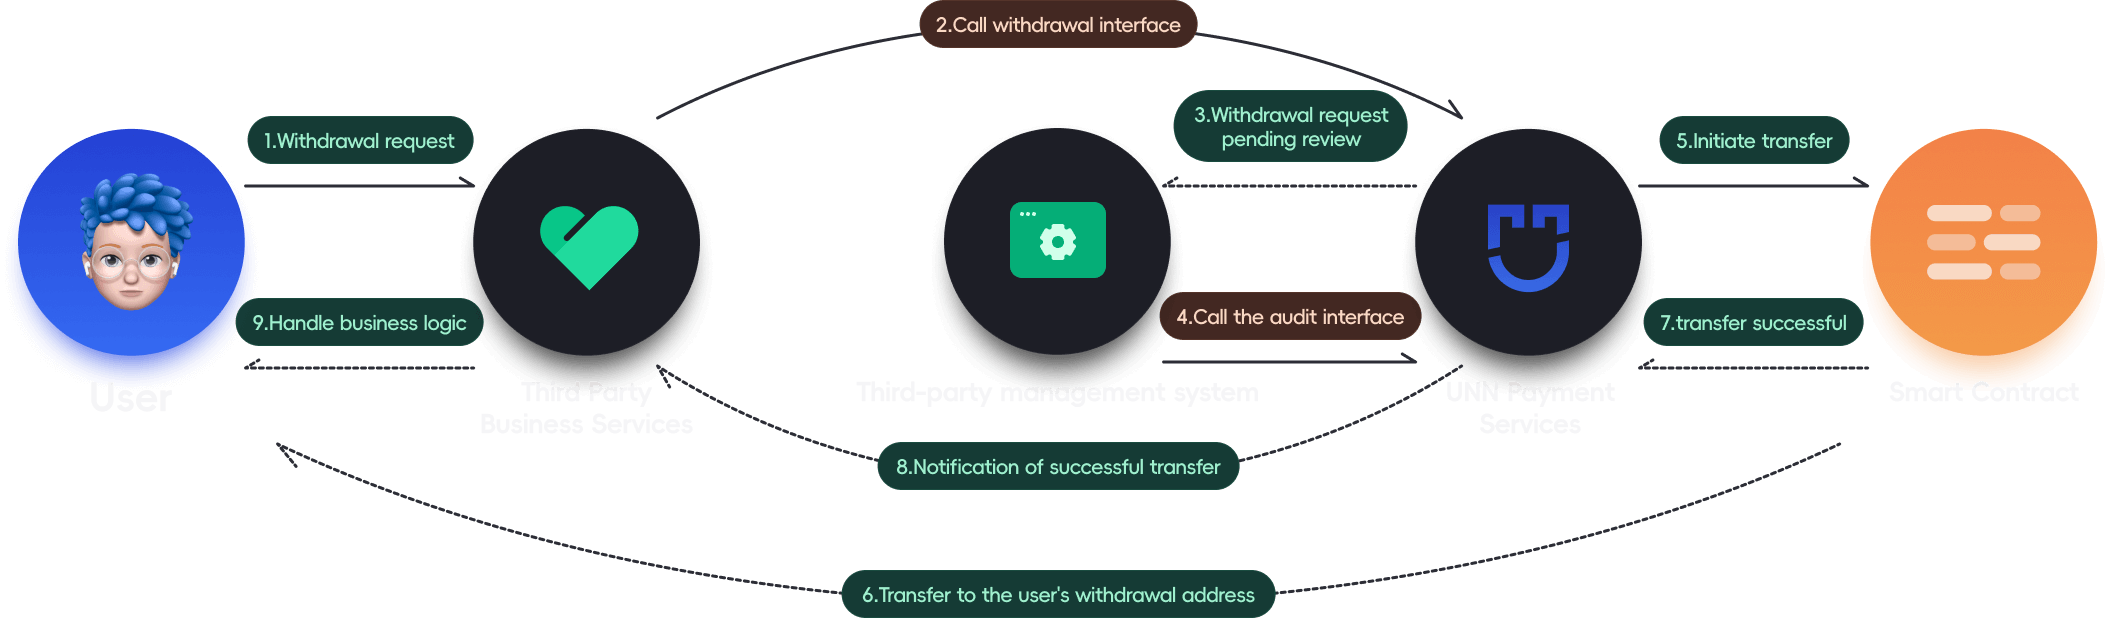 2.Call withdrawal interface
1.Withdrawal request
3.Withdrawal request
pending review
5.Initiate transfer
9.Handle business logic
4.Call the audit interface
7.transfer successful
User
Third Party
Business Services
Third-party management system
UNN Payment
Services
Smart Contract
8.Notification of successful transfer
6.Transfer to the user's withdrawal address